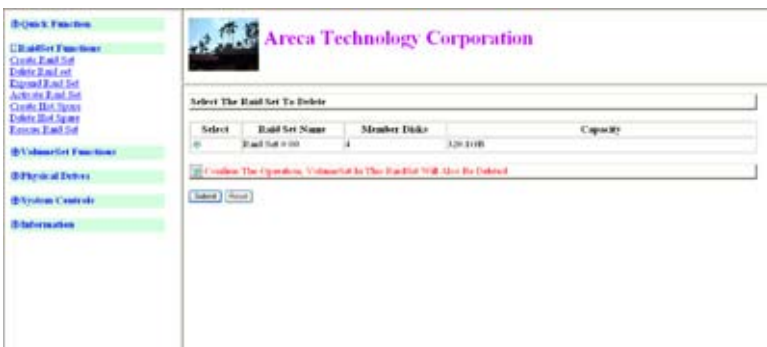 Quick Function
RaidSet Functions
Create Raid Set
Delete Raid set
Expand Raid Set
Activate Raid Set
Create Hot Spare
Delete Hot Spare
Rescue Raid Set
VolumeSet Functions
Physical Drives
System Controls
Information
Areca Technology Corporation
Select The Raid Set To Delete
Select Raid Set Name Member Disks Capacity
Raid Set # 00 4
Confirm The Operation, VolumeSet In This RaidSet Will Also Be Deleted
Submit Reset